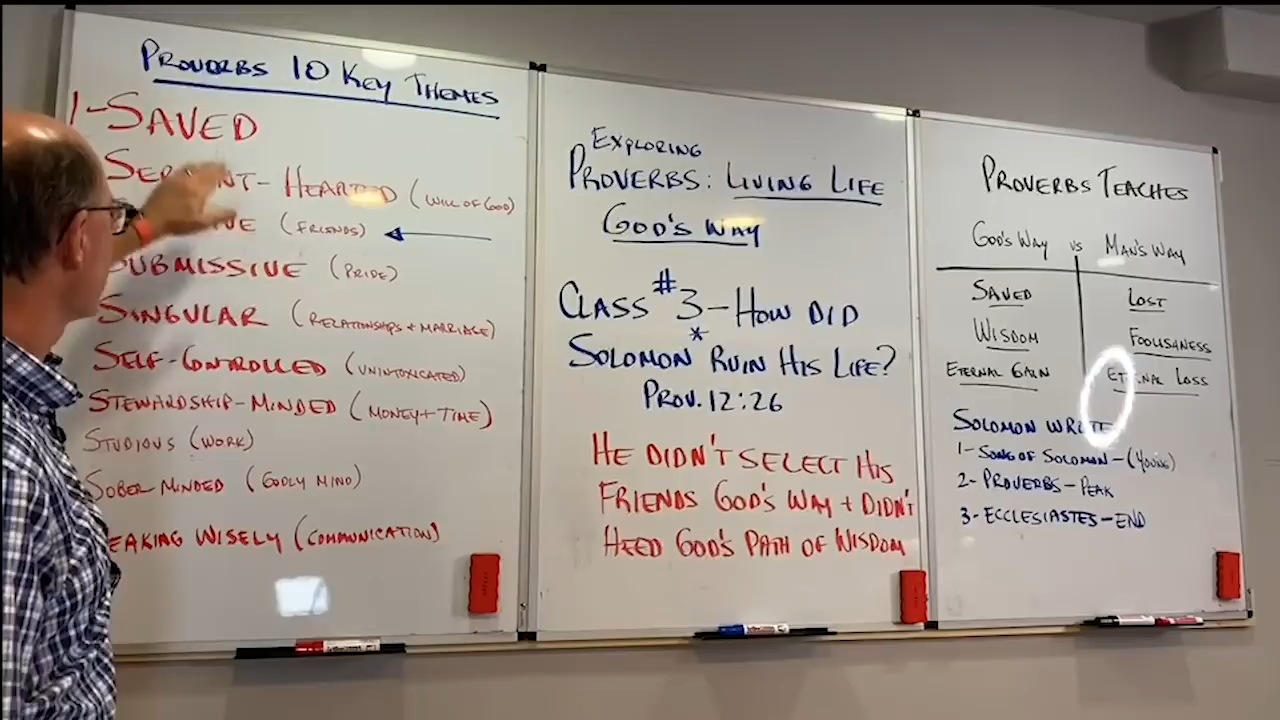 Proverbs 10 Key Themes
1-Saved
Servant-Hearted (Will of God)
(Friends)
Submissive (Pride)
Singular (Relationships + Marriage)
Self-Controlled (Unintoxicated)
Stewardship-Minded (Money + Time)
Studious (Work)
Sober Minded (Godly Mind)
eaking Wisely (Communication)
Exploring
Proverbs: Living Life
God's Way
Class #3 - How Did
Solomon* Ruin His Life?
Prov. 12:26
He didn't select His
Friends God's Way + Didn't
Heed God's Path of Wisdom
Proverbs Teaches
God's Way vs Man's Way
Saved Lost
Wisdom Foolishness
Eternal Gain Eternal Loss
Solomon Wrote
1- Song of Solomon - (Young)
2- Proverbs - Peak
3- Ecclesiastes - End